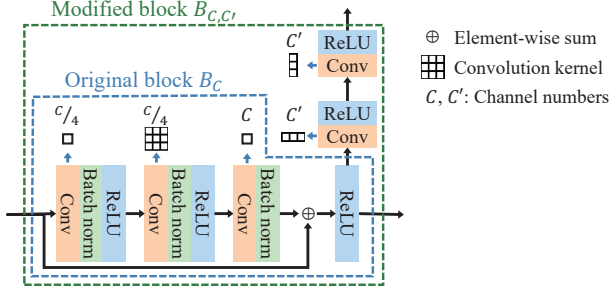 Modified block B_{C,C′}
C′
ReLU
Conv
⊕ Element-wise sum
Convolution kernel
C, C′: Channel numbers
Original block B_C
C′
ReLU
Conv
C/4
C/4
C
Conv
Batch norm
ReLU
Conv
Batch norm
ReLU
Conv
Batch norm
⊕
ReLU